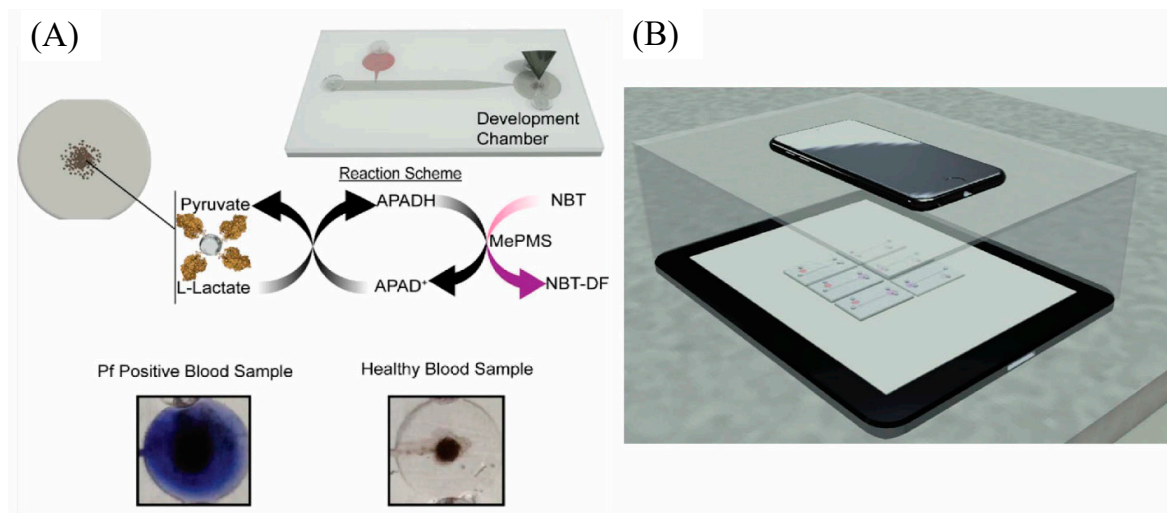 (A)
Development
Chamber
Reaction Scheme
Pyruvate
APADH
NBT
MePMS
L-Lactate
APAD⁺
NBT-DF
Pf Positive Blood Sample
Healthy Blood Sample
(B)